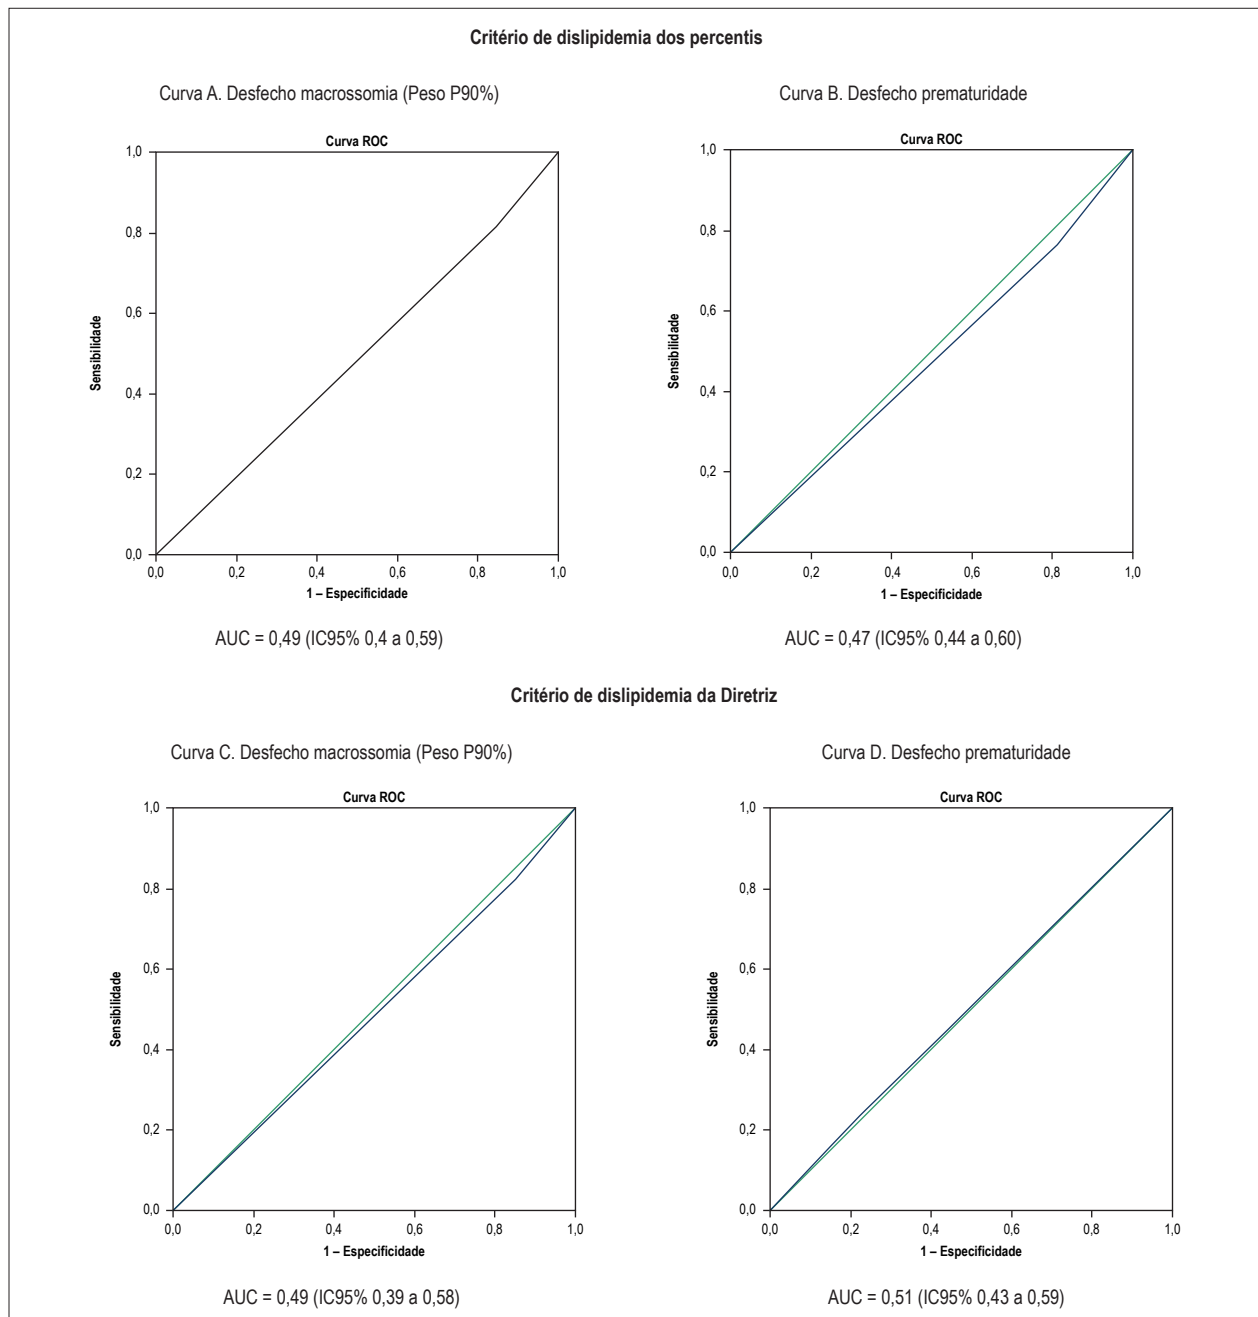 Critério de dislipidemia dos percentis
Curva A. Desfecho macrossomia (Peso P90%)
Curva ROC
1,0
0,8
0,6
0,4
0,2
0,0
Sensibilidade
0,0 0,2 0,4 0,6 0,8 1,0
1 – Especificidade
AUC = 0,49 (IC95% 0,4 a 0,59)
Curva B. Desfecho prematuridade
Curva ROC
1,0
0,8
0,6
0,4
0,2
0,0
Sensibilidade
0,0 0,2 0,4 0,6 0,8 1,0
1 – Especificidade
AUC = 0,47 (IC95% 0,44 a 0,60)
Critério de dislipidemia da Diretriz
Curva C. Desfecho macrossomia (Peso P90%)
Curva ROC
1,0
0,8
0,6
0,4
0,2
0,0
Sensibilidade
0,0 0,2 0,4 0,6 0,8 1,0
1 – Especificidade
AUC = 0,49 (IC95% 0,39 a 0,58)
Curva D. Desfecho prematuridade
Curva ROC
1,0
0,8
0,6
0,4
0,2
0,0
Sensibilidade
0,0 0,2 0,4 0,6 0,8 1,0
1 – Especificidade
AUC = 0,51 (IC95% 0,43 a 0,59)